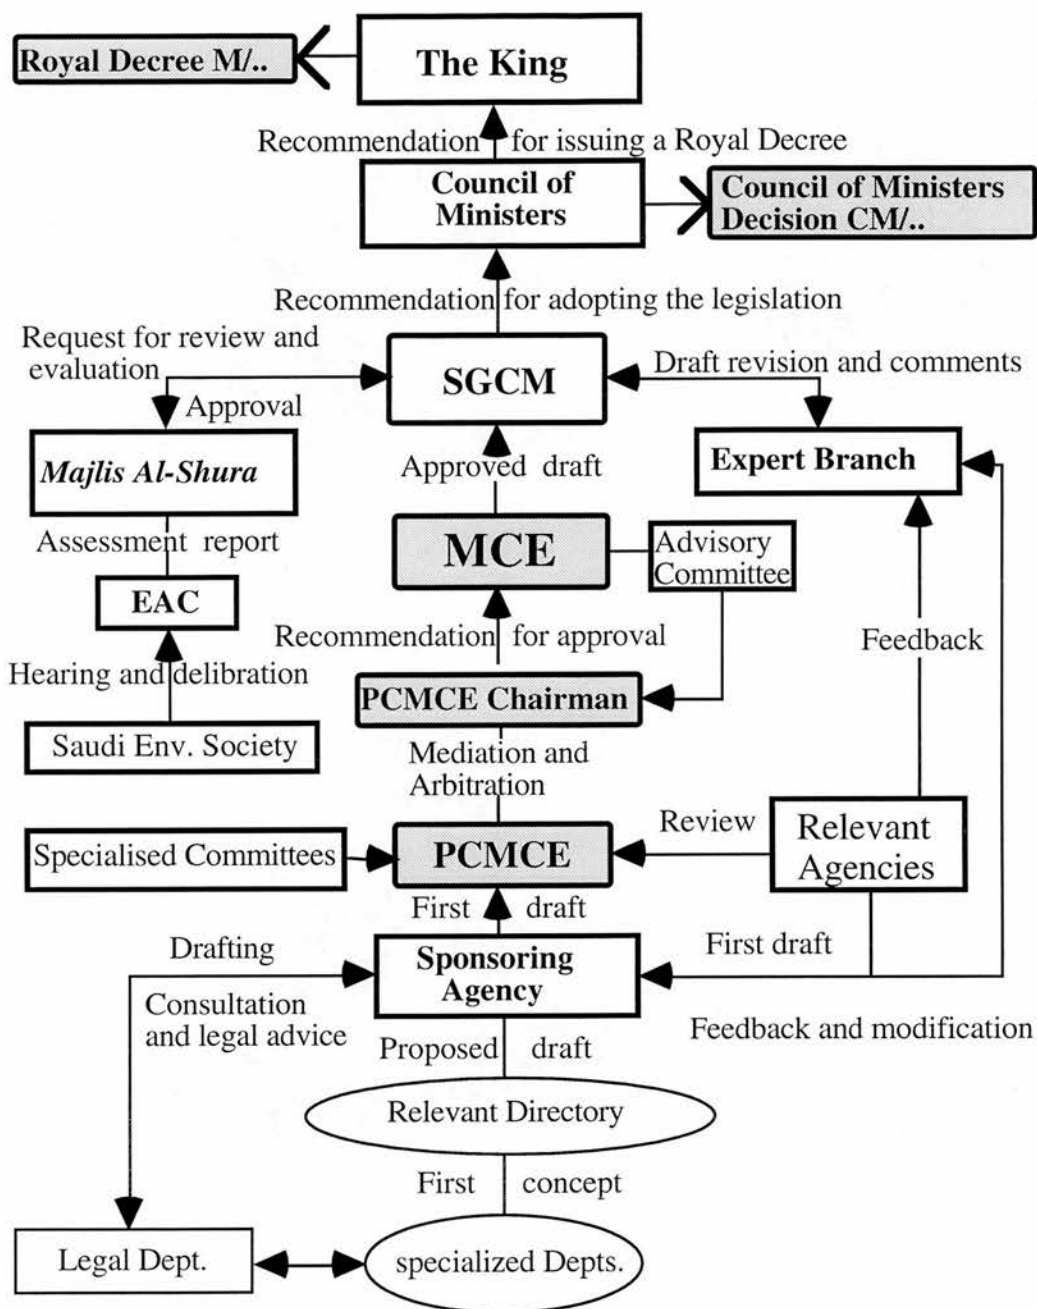 Royal Decree M/..
The King
Recommendation for issuing a Royal Decree
Council of
Ministers
Council of Ministers
Decision CM/..
Recommendation for adopting the legislation
Request for review and
evaluation
SGCM
Draft revision and comments
Approval
Majlis Al-Shura
Approved draft
Expert Branch
Assessment report
MCE
Advisory
Committee
EAC
Recommendation for approval
Feedback
Hearing and delibration
PCMCE Chairman
Saudi Env. Society
Mediation and
Arbitration
Specialised Committees
PCMCE
Review
Relevant
Agencies
First draft
Drafting
Sponsoring
Agency
First draft
Consultation
and legal advice
Proposed draft
Feedback and modification
Relevant Directory
First concept
Legal Dept.
specialized Depts.